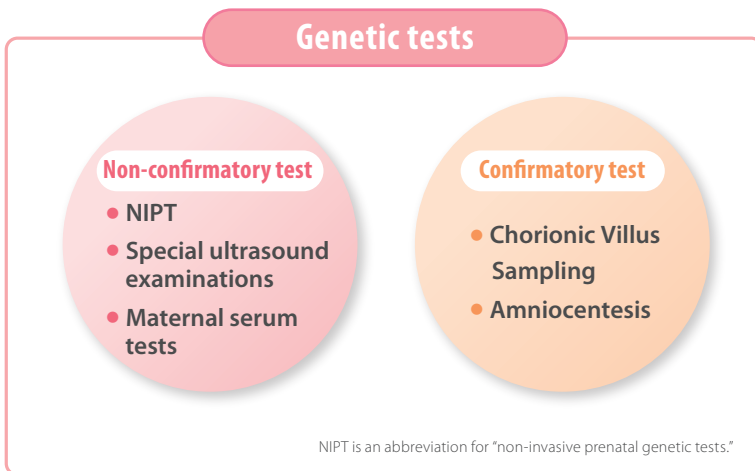 Genetic tests
Non-confirmatory test
• NIPT
• Special ultrasound
examinations
• Maternal serum
tests
Confirmatory test
• Chorionic Villus
Sampling
• Amniocentesis
NIPT is an abbreviation for “non-invasive prenatal genetic tests.”